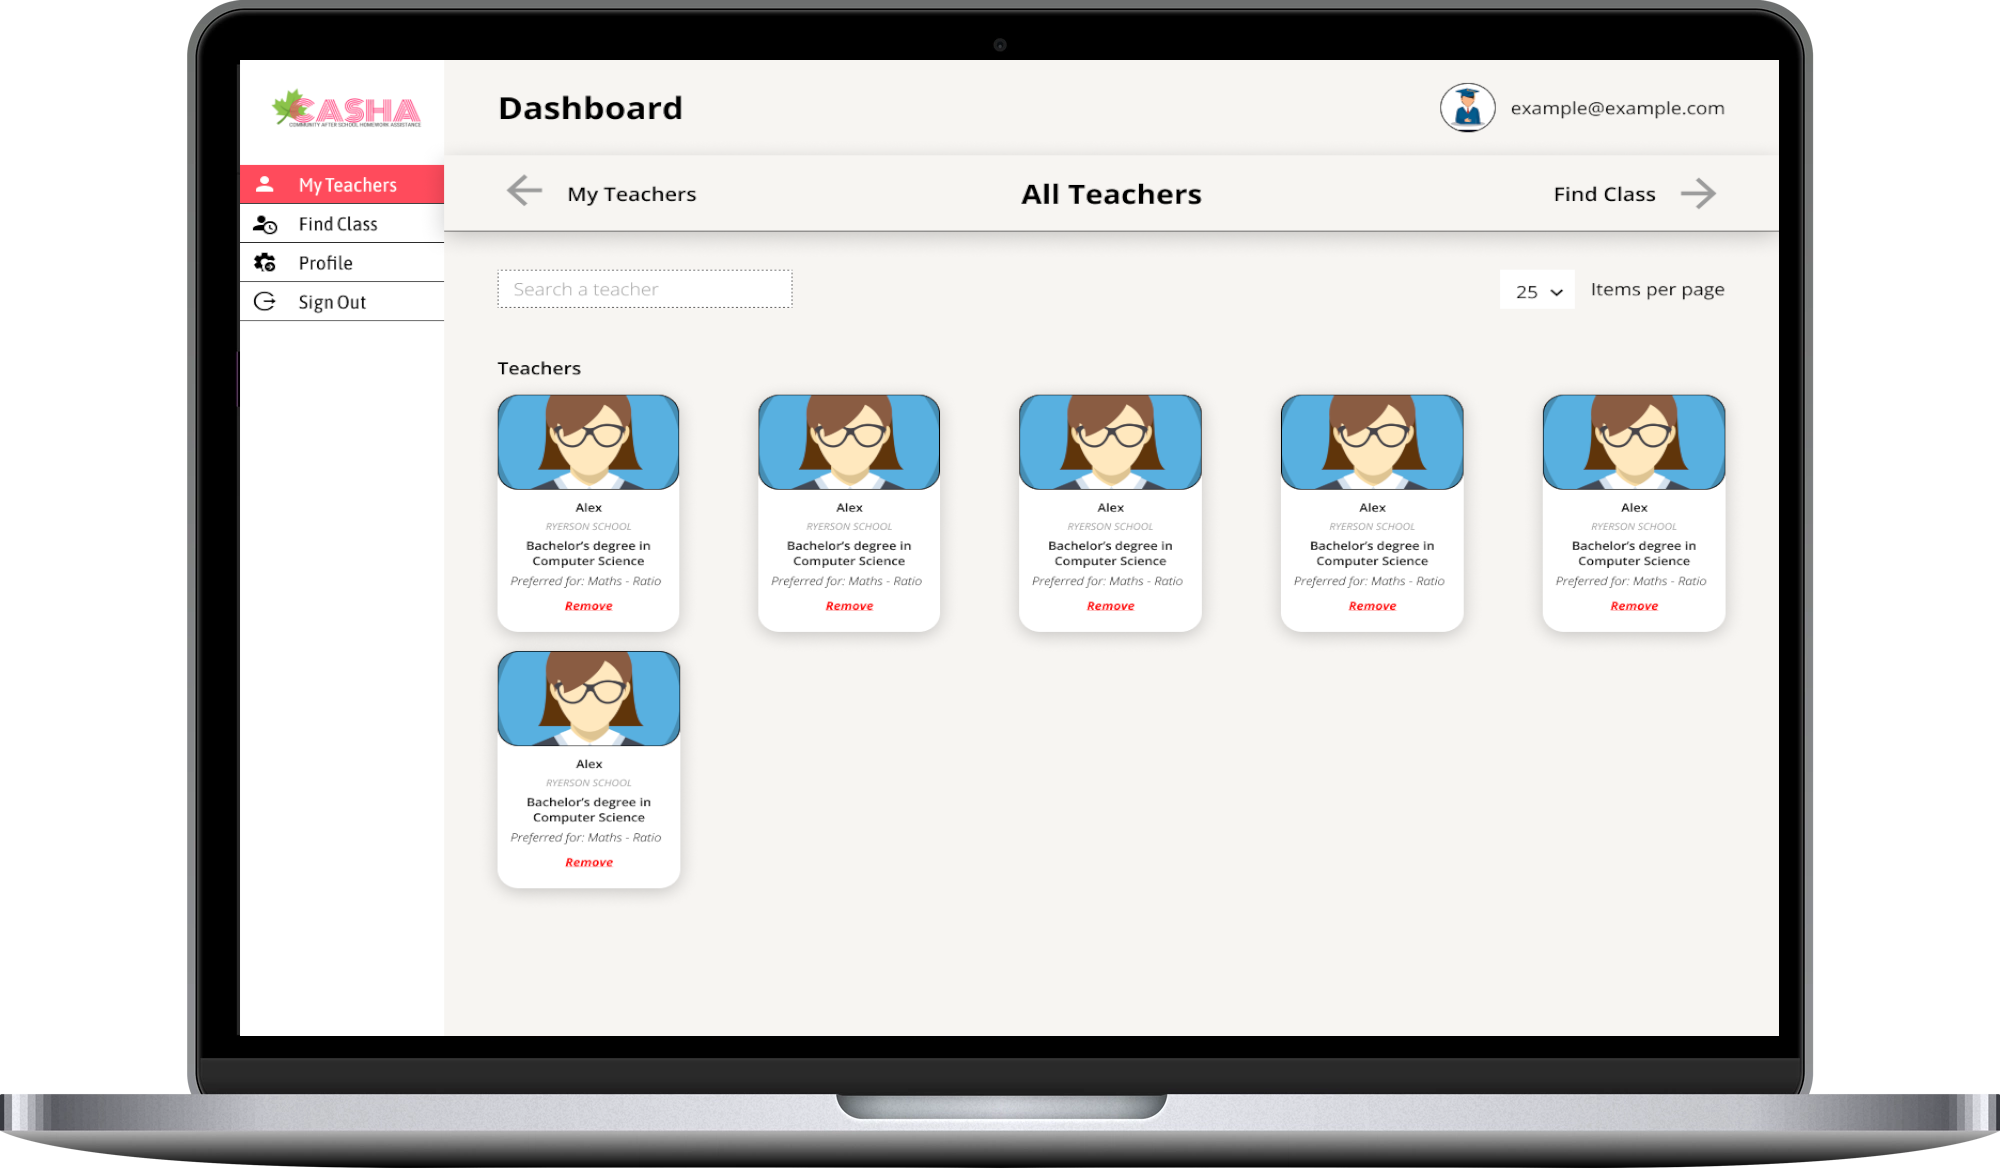 CASHA
COMMUNITY AFTER SCHOOL HOMEWORK ASSISTANCE
Dashboard
example@example.com
My Teachers
Find Class
Profile
Sign Out
My Teachers
All Teachers
Find Class
Search a teacher
25
Items per page
Teachers
Alex
RYERSON SCHOOL
Bachelor's degree in
Computer Science
Preferred for: Maths - Ratio
Remove
Alex
RYERSON SCHOOL
Bachelor's degree in
Computer Science
Preferred for: Maths - Ratio
Remove
Alex
RYERSON SCHOOL
Bachelor's degree in
Computer Science
Preferred for: Maths - Ratio
Remove
Alex
RYERSON SCHOOL
Bachelor's degree in
Computer Science
Preferred for: Maths - Ratio
Remove
Alex
RYERSON SCHOOL
Bachelor's degree in
Computer Science
Preferred for: Maths - Ratio
Remove
Alex
RYERSON SCHOOL
Bachelor's degree in
Computer Science
Preferred for: Maths - Ratio
Remove